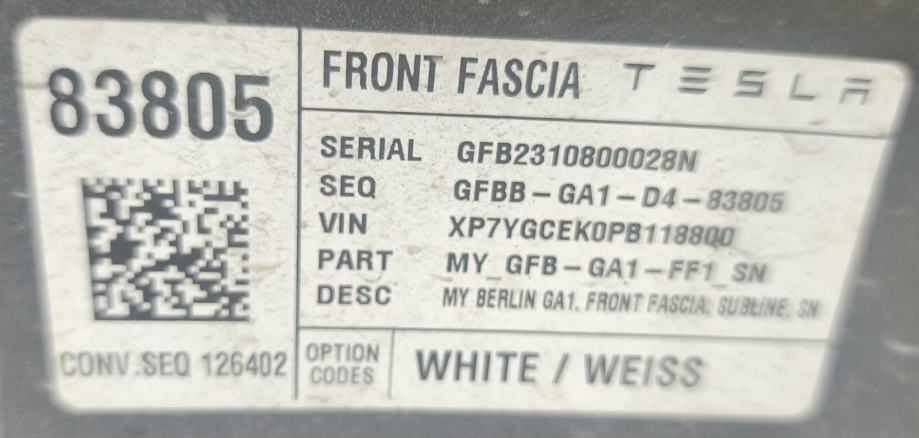 83805
FRONT FASCIA TESLA
SERIAL GFB2310800028N
SEQ GFBB-GA1-D4-83805
VIN XP7YGCEK0PB118800
PART MY_GFB-GA1-FF1_SN
DESC MY BERLIN GA1, FRONT FASCIA, SUBLINE, SN
CONV.SEQ 126402
OPTION
CODES
WHITE / WEISS